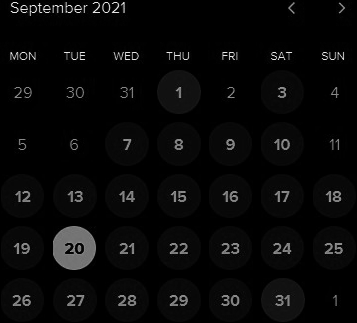 September 2021
MON TUE WED THU FRI SAT SUN
29 30 31 1 2 3 4
5 6 7 8 9 10 11
12 13 14 15 16 17 18
19 20 21 22 23 24 25
26 27 28 29 30 31 1